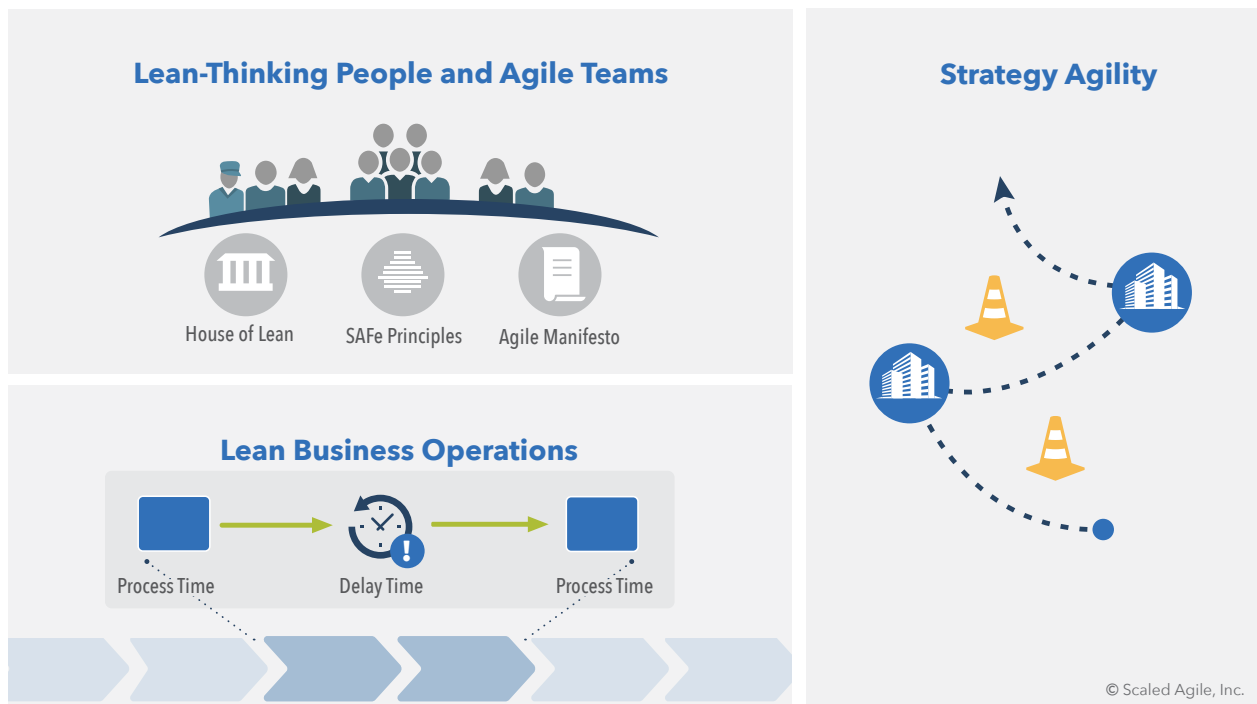 Lean-Thinking People and Agile Teams
House of Lean
SAFe Principles
Agile Manifesto
Lean Business Operations
Process Time
Delay Time
Process Time
Strategy Agility
© Scaled Agile, Inc.